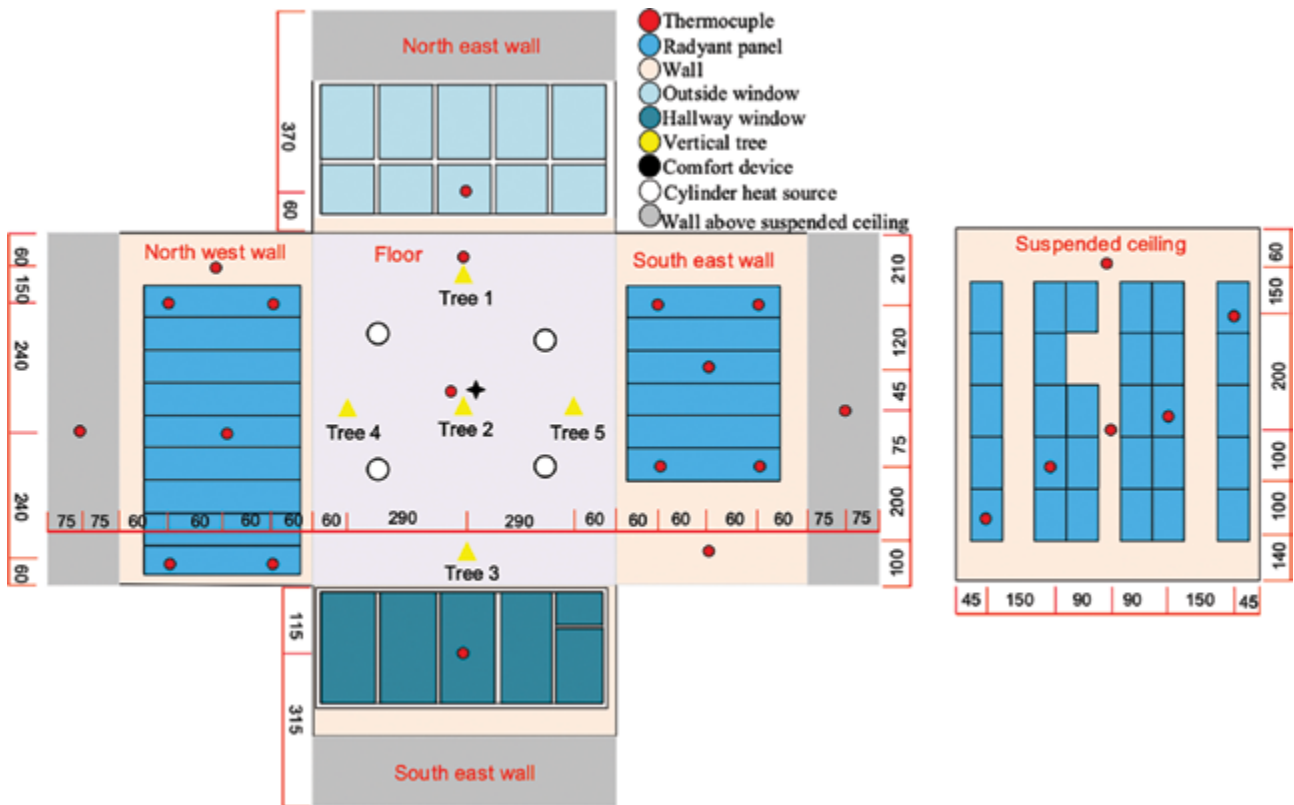 North east wall
Thermocuple
Radyant panel
Wall
Outside window
Hallway window
Vertical tree
Comfort device
Cylinder heat source
Wall above suspended ceiling
370
60
North west wall
Floor
South east wall
Suspended ceiling
60
150
240
240
60
Tree 1
Tree 4
Tree 2
Tree 5
Tree 3
75 75 60 60 60 60 60 290 290 60 60 60 60 60 75 75
210
120
45
75
200
100
60
150
200
100
100
140
45 150 90 90 150 45
115
315
South east wall